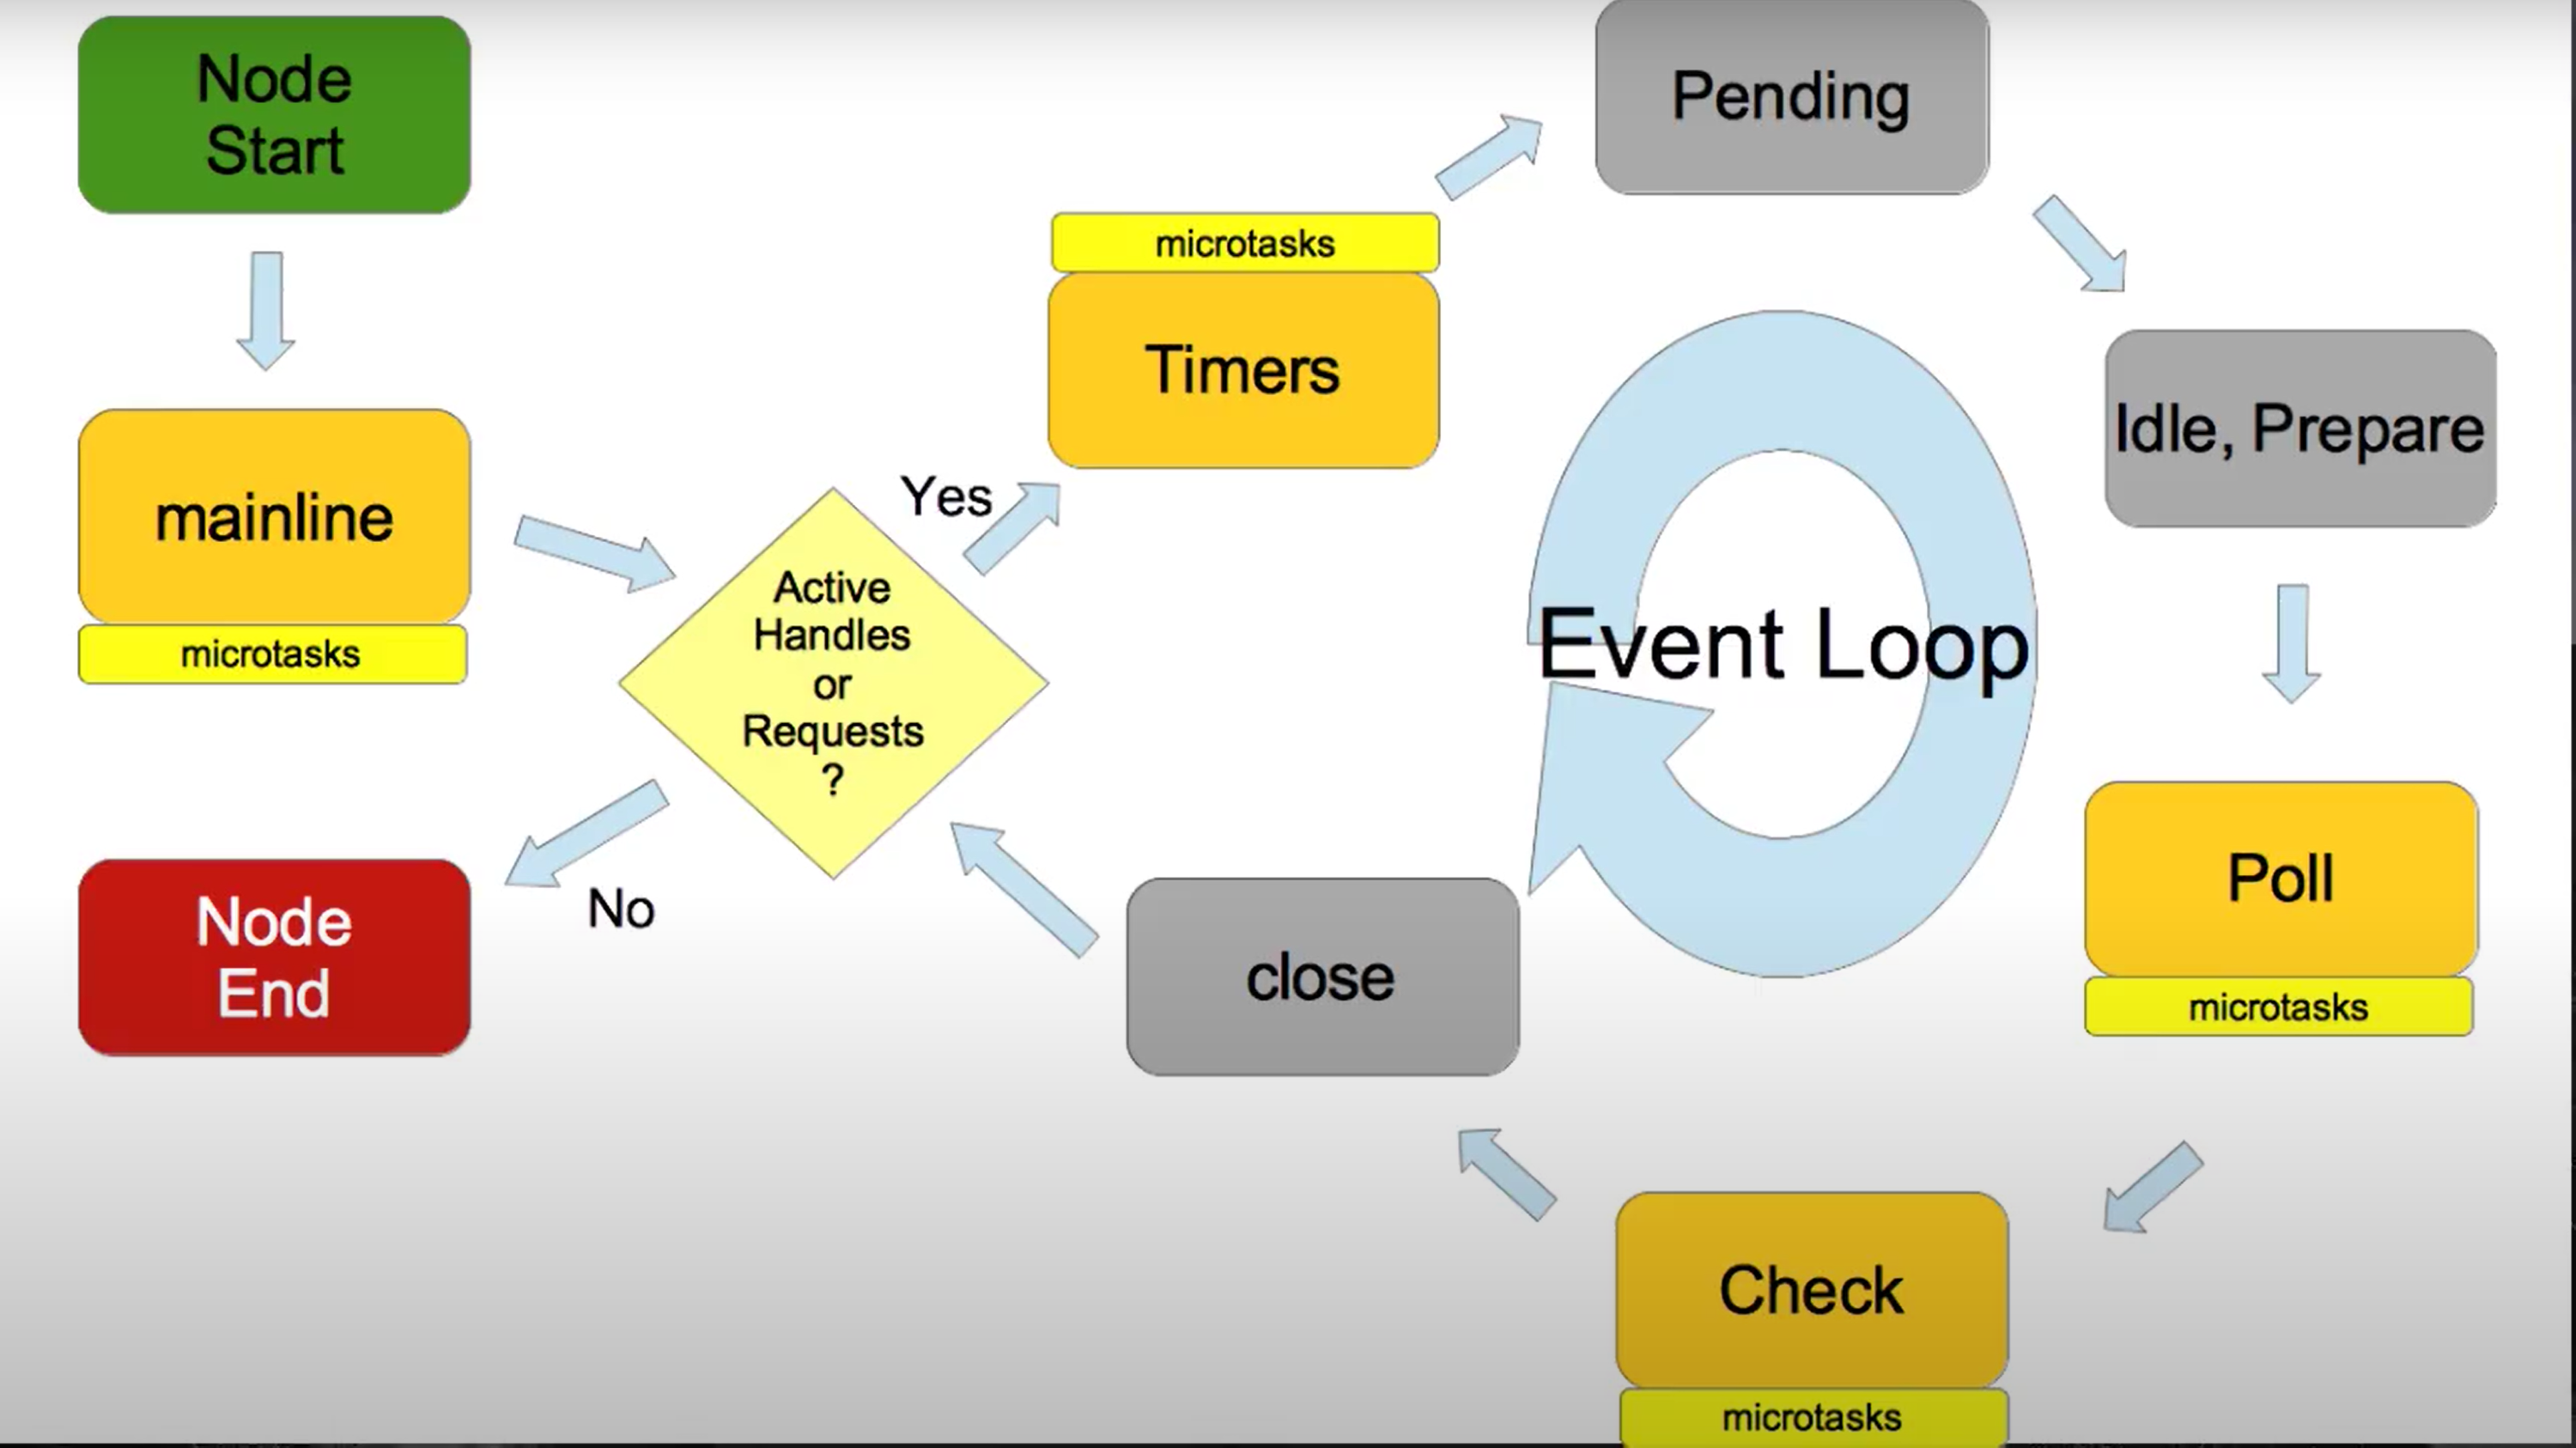 Node
Start
mainline
microtasks
Active
Handles
or
Requests
?
Yes
No
Node
End
microtasks
Timers
Pending
Idle, Prepare
Event Loop
Poll
microtasks
Check
microtasks
close